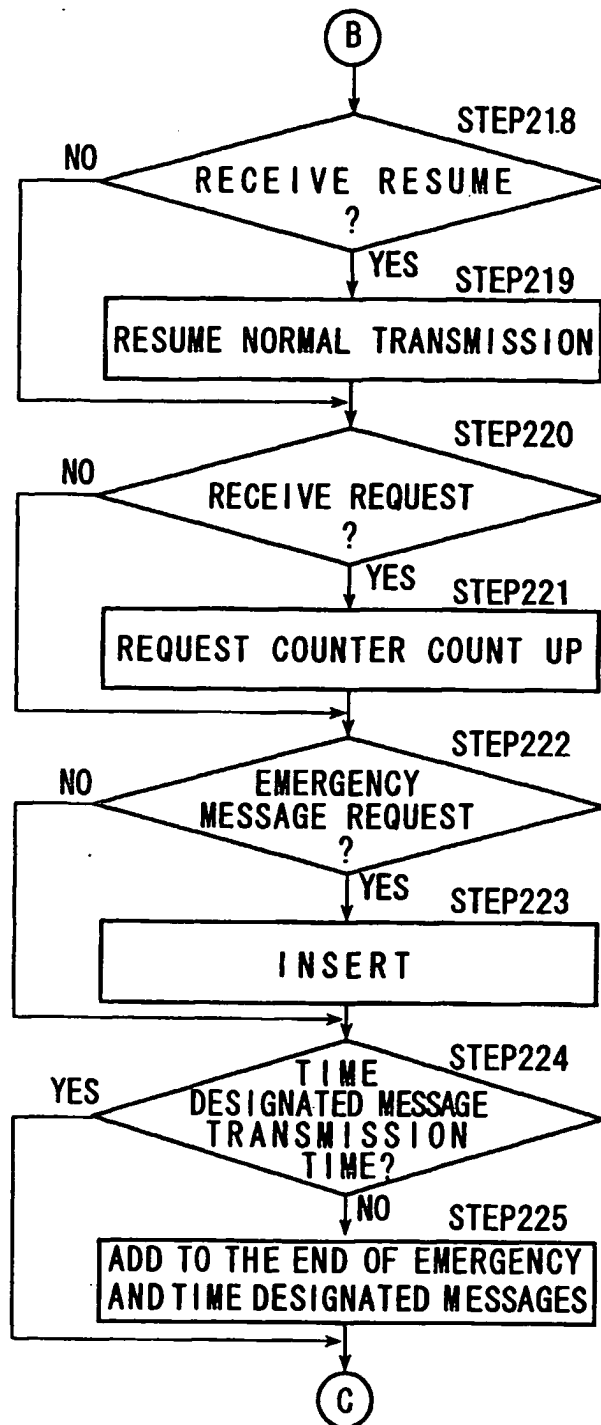 B
STEP218
NO
RECEIVE RESUME
?
YES
STEP219
RESUME NORMAL TRANSMISSION
STEP220
NO
RECEIVE REQUEST
?
YES
STEP221
REQUEST COUNTER COUNT UP
STEP222
NO
EMERGENCY
MESSAGE REQUEST
?
YES
STEP223
INSERT
STEP224
YES
TIME
DESIGNATED MESSAGE
TRANSMISSION
TIME?
NO
STEP225
ADD TO THE END OF EMERGENCY
AND TIME DESIGNATED MESSAGES
C